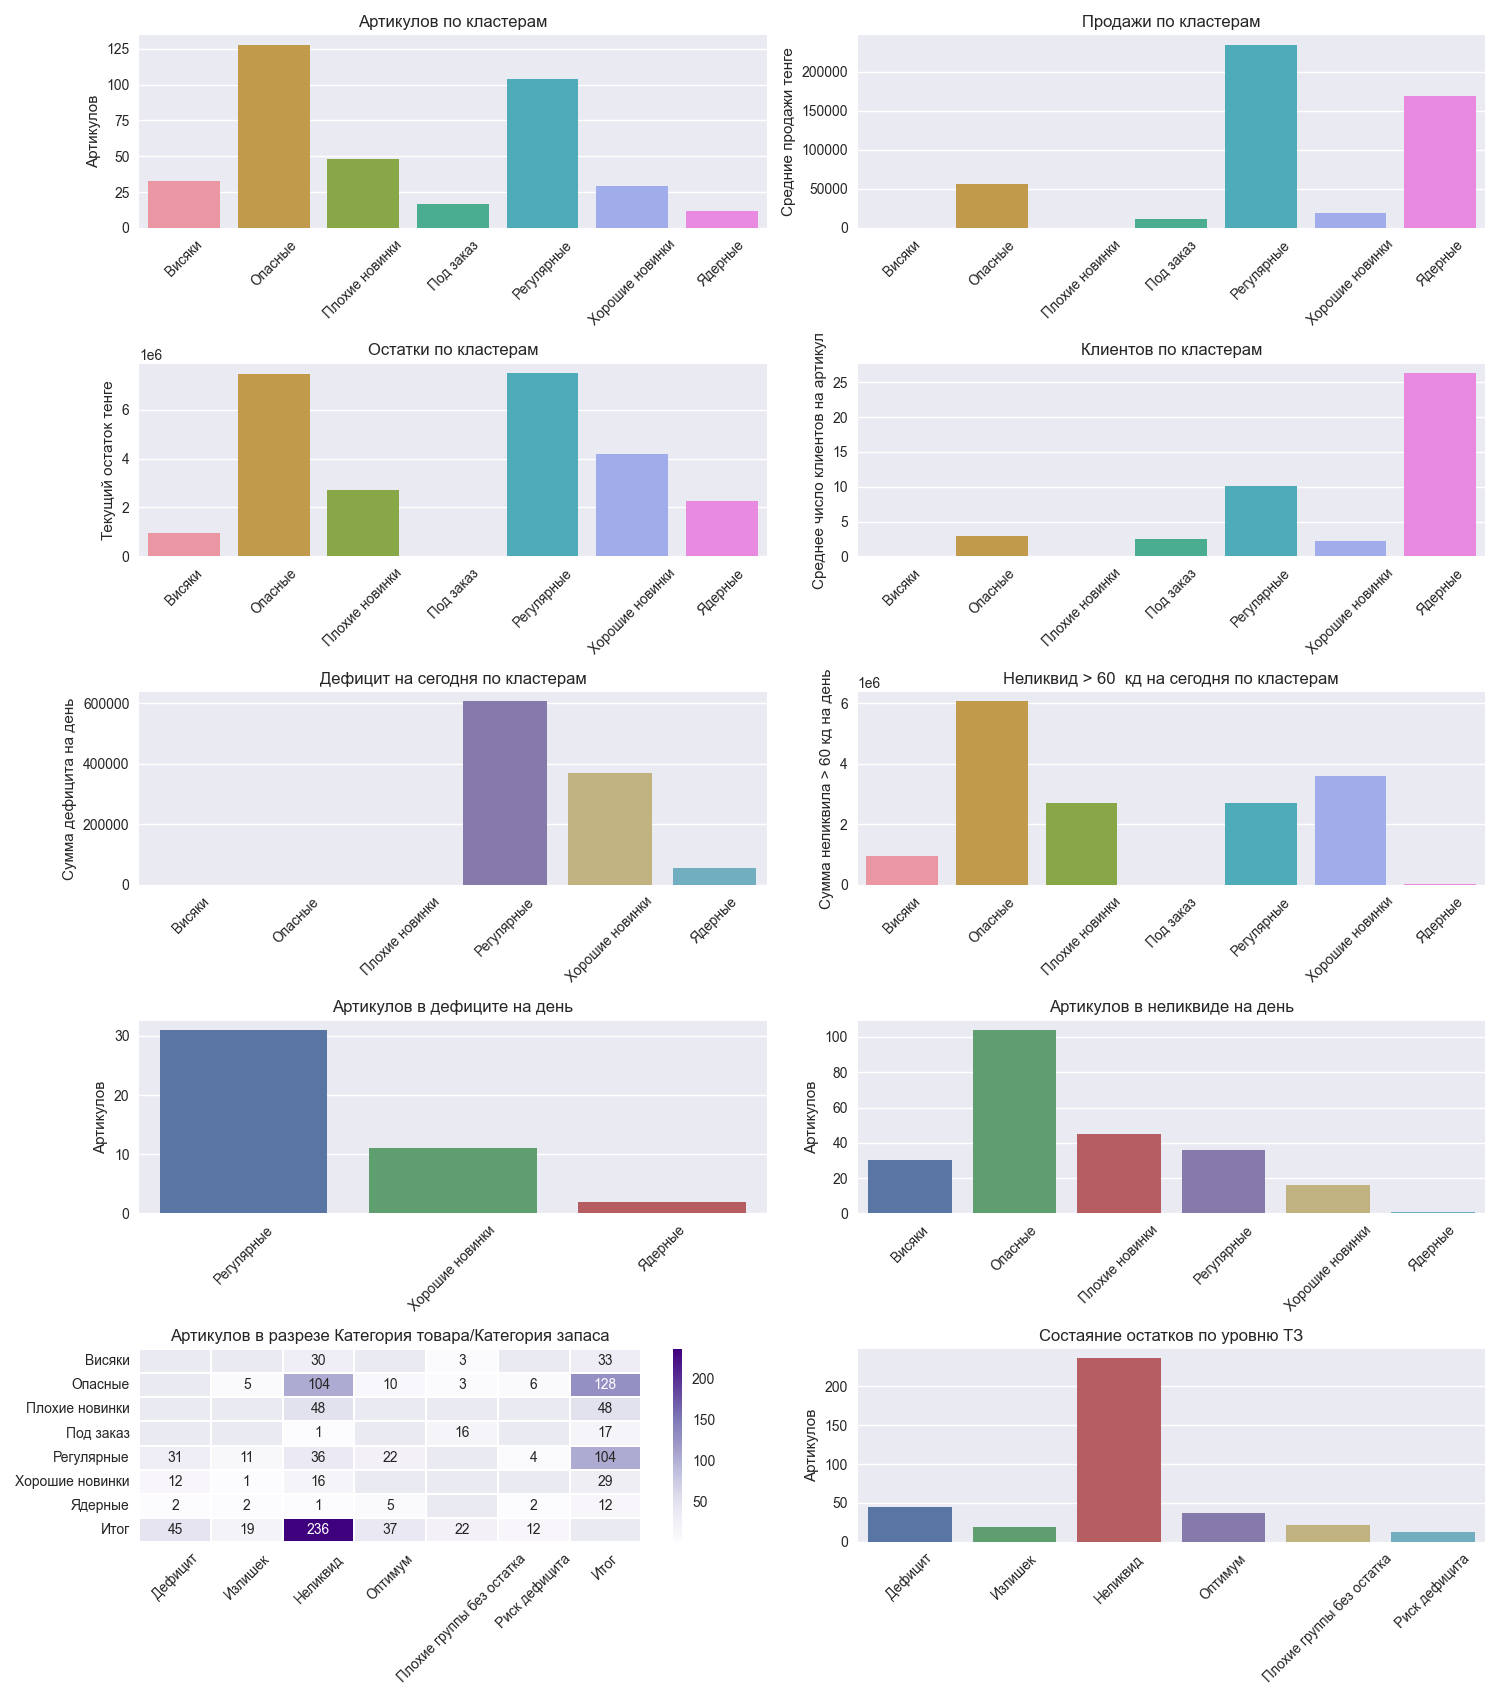 Артикулов по кластерам
125
100
75
50
25
0
Артикулов
Висяки
Опасные
Плохие новинки
Под заказ
Регулярные
Хорошие новинки
Ядерные
Продажи по кластерам
200000
150000
100000
50000
0
Средние продажи тенге
Висяки
Опасные
Плохие новинки
Под заказ
Регулярные
Хорошие новинки
Ядерные
Остатки по кластерам
1e6
6
4
2
0
Текущий остаток тенге
Висяки
Опасные
Плохие новинки
Под заказ
Регулярные
Хорошие новинки
Ядерные
Клиентов по кластерам
25
20
15
10
5
0
Среднее число клиентов на артикул
Висяки
Опасные
Плохие новинки
Под заказ
Регулярные
Хорошие новинки
Ядерные
Дефицит на сегодня по кластерам
600000
400000
200000
0
Сумма дефицита на день
Висяки
Опасные
Плохие новинки
Регулярные
Хорошие новинки
Ядерные
Неликвид > 60 кд на сегодня по кластерам
1e6
6
4
2
0
Сумма неликвила > 60 кд на день
Висяки
Опасные
Плохие новинки
Под заказ
Регулярные
Хорошие новинки
Ядерные
Артикулов в дефиците на день
30
20
10
0
Артикулов
Регулярные
Хорошие новинки
Ядерные
Артикулов в неликвиде на день
100
80
60
40
20
0
Артикулов
Висяки
Опасные
Плохие новинки
Регулярные
Хорошие новинки
Ядерные
Артикулов в разрезе Категория товара/Категория запаса
Висяки 30 3 33
Опасные 5 104 10 3 6 128
Плохие новинки 48 48
Под заказ 1 16 17
Регулярные 31 11 36 22 4 104
Хорошие новинки 12 1 16 29
Ядерные 2 2 1 5 2 12
Итог 45 19 236 37 22 12
Дефицит
Излишек
Неликвид
Оптимум
Плохие группы без остатка
Риск дефицита
Итог
200
150
100
50
Состаяние остатков по уровню ТЗ
200
150
100
50
0
Артикулов
Дефицит
Излишек
Неликвид
Оптимум
Плохие группы без остатка
Риск дефицита